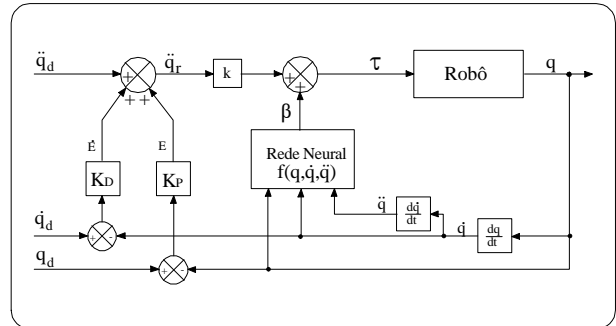 q̈d
+
+
+ +
q̈r
k
+
+
τ
Robô
q
β
Ė
E
Rede Neural
f(q,q̇,q̈)
KD
KP
q̈
dq̇
dt
q̇
dq
dt
q̇d
+
-
qd
+
-